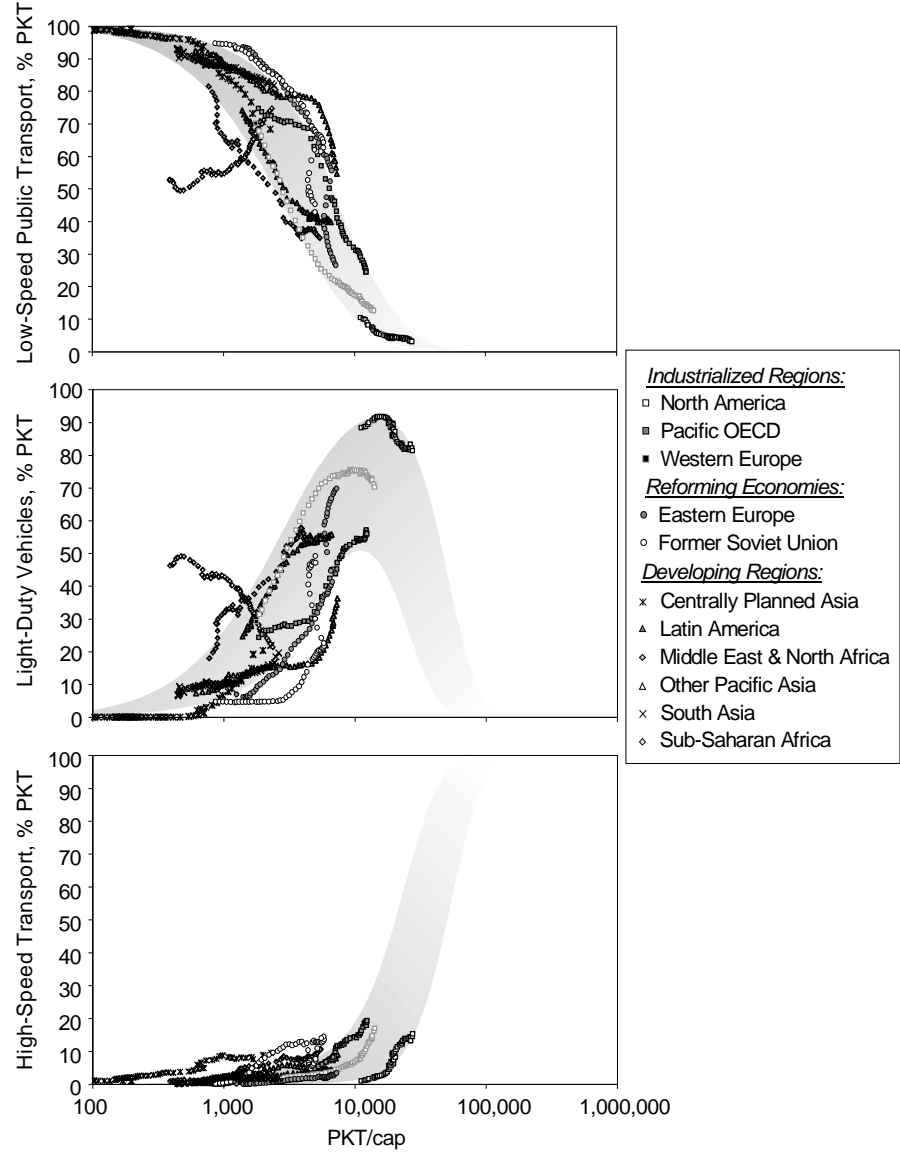 Low-Speed Public Transport, % PKT
100
90
80
70
60
50
40
30
20
10
0
Light-Duty Vehicles, % PKT
100
90
80
70
60
50
40
30
20
10
0
High-Speed Transport, % PKT
100
90
80
70
60
50
40
30
20
10
0
100 1,000 10,000 100,000 1,000,000
PKT/cap
Industrialized Regions:
North America
Pacific OECD
Western Europe
Reforming Economies:
Eastern Europe
Former Soviet Union
Developing Regions:
Centrally Planned Asia
Latin America
Middle East & North Africa
Other Pacific Asia
South Asia
Sub-Saharan Africa